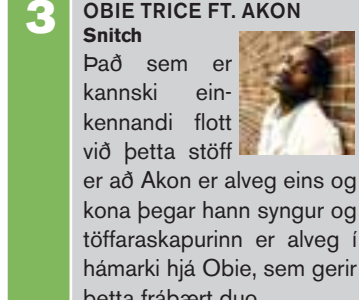 3
OBIE TRICE FT. AKON
Snitch
Það sem er
kannski ein-
kennandi flott
við þetta stöff
er að Akon er alveg eins og
kona þegar hann syngur og
töffaraskapurinn er alveg í
hámarki hjá Obie, sem gerir
þetta frábært duo